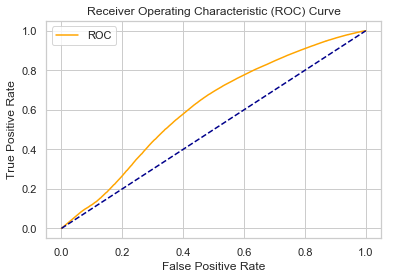 Receiver Operating Characteristic (ROC) Curve
ROC
True Positive Rate
1.0
0.8
0.6
0.4
0.2
0.0
0.0 0.2 0.4 0.6 0.8 1.0
False Positive Rate